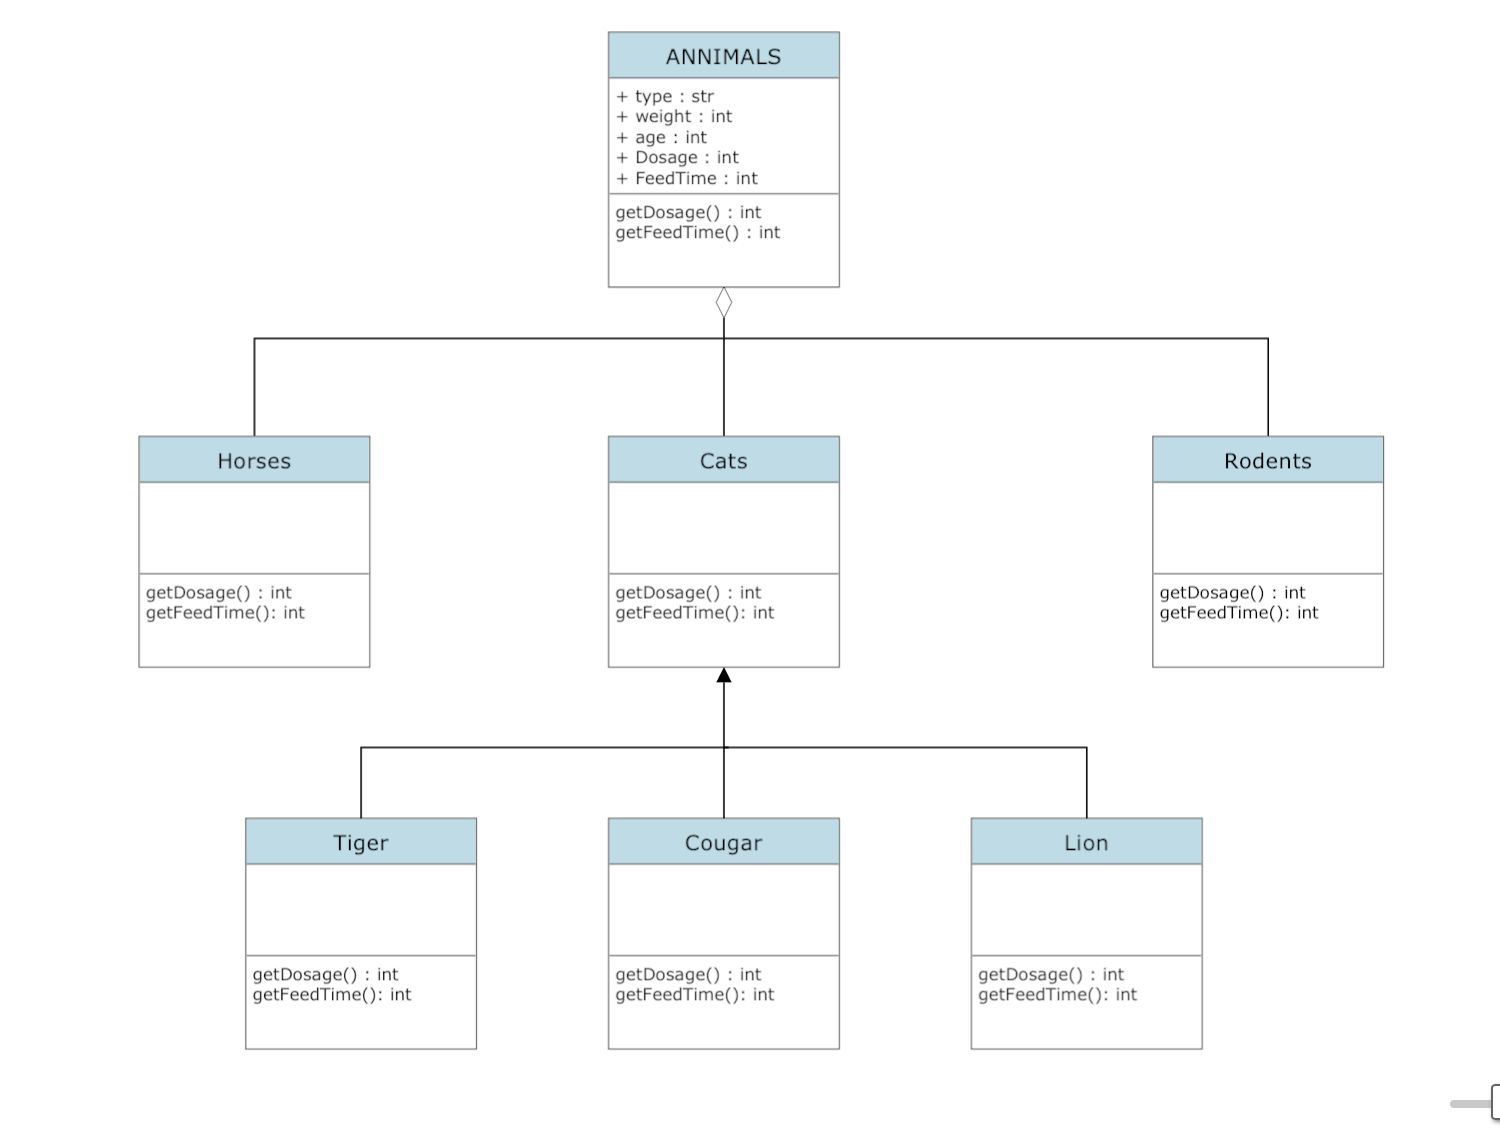 ANNIMALS
+ type : str
+ weight : int
+ age : int
+ Dosage : int
+ FeedTime : int
getDosage() : int
getFeedTime() : int
Horses
getDosage() : int
getFeedTime(): int
Cats
getDosage() : int
getFeedTime(): int
Rodents
getDosage() : int
getFeedTime(): int
Tiger
getDosage() : int
getFeedTime(): int
Cougar
getDosage() : int
getFeedTime(): int
Lion
getDosage() : int
getFeedTime(): int